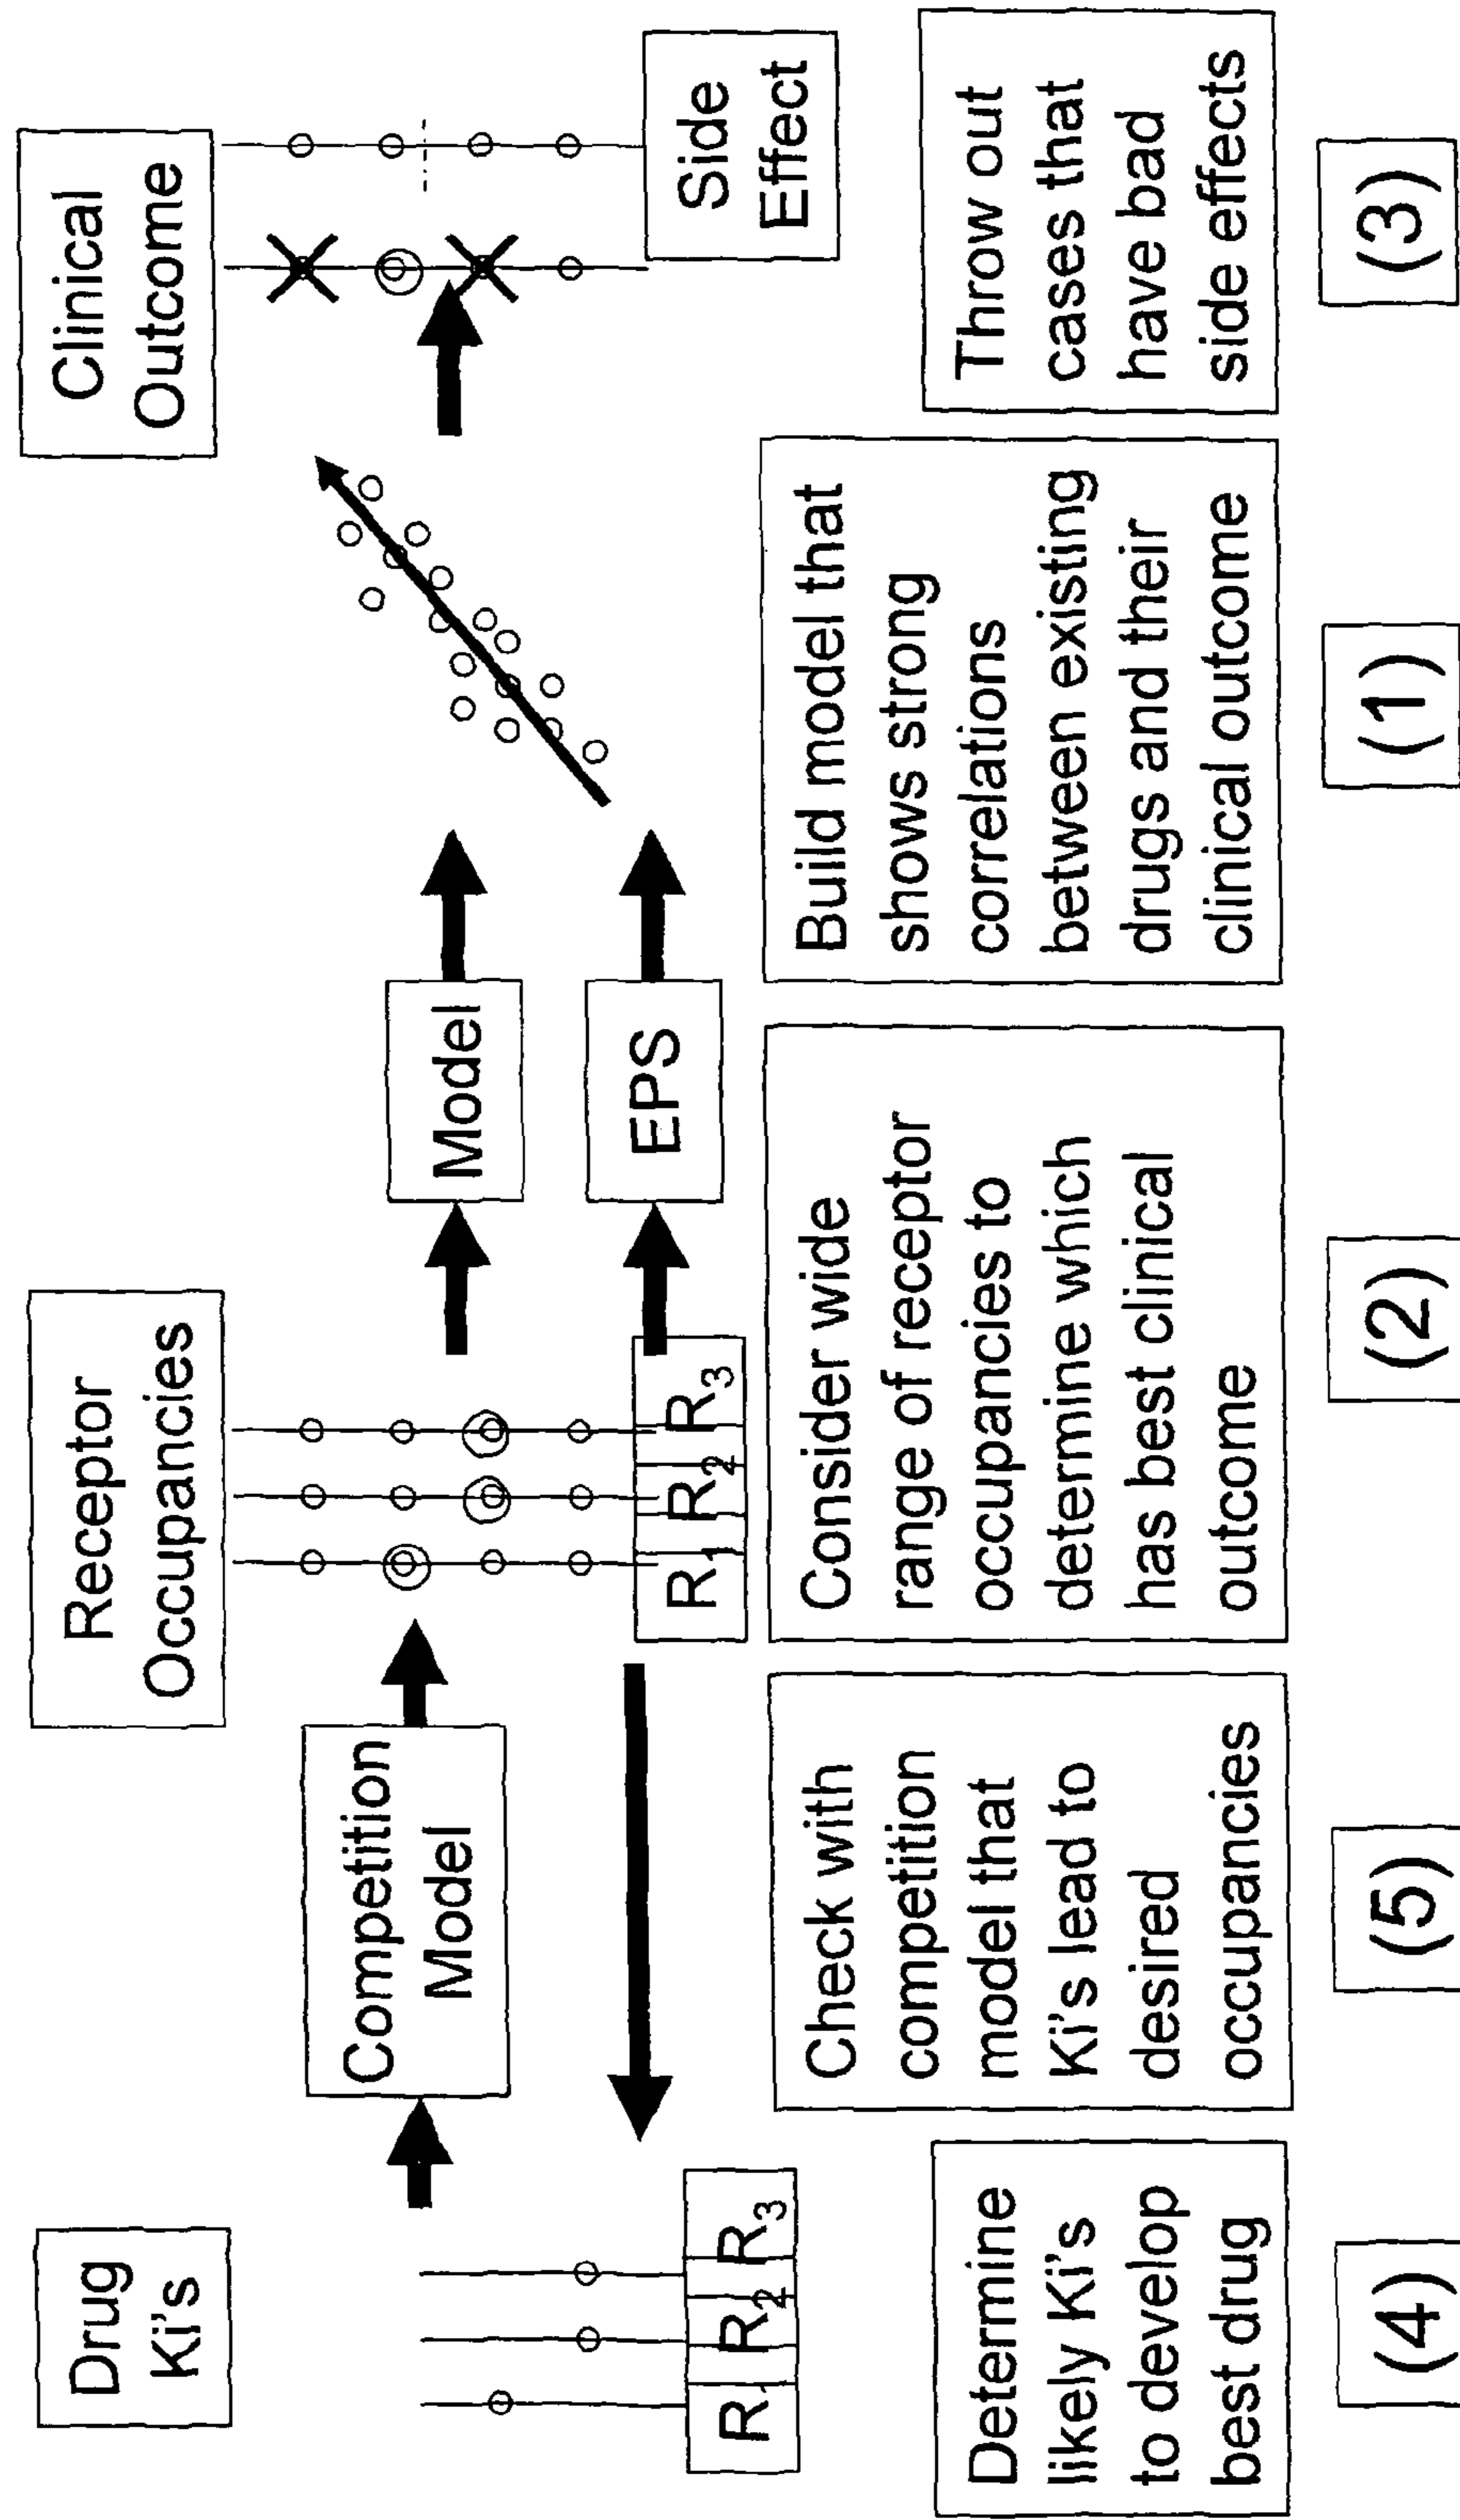 Drug
Ki's
Receptor
Occupancies
Clinical
Outcome
Competition
Model
Model
EPS
R1 R2 R3
R1 R2 R3
Side
Effect
Determine
likely Ki's
to develop
best drug
Check with
competition
model that
Ki's lead to
desired
occupancies
Consider wide
range of receptor
occupancies to
determine which
has best clinical
outcome
Build model that
shows strong
correlations
between existing
drugs and their
clinical outcome
Throw out
cases that
have bad
side effects
(4)
(5)
(2)
(1)
(3)